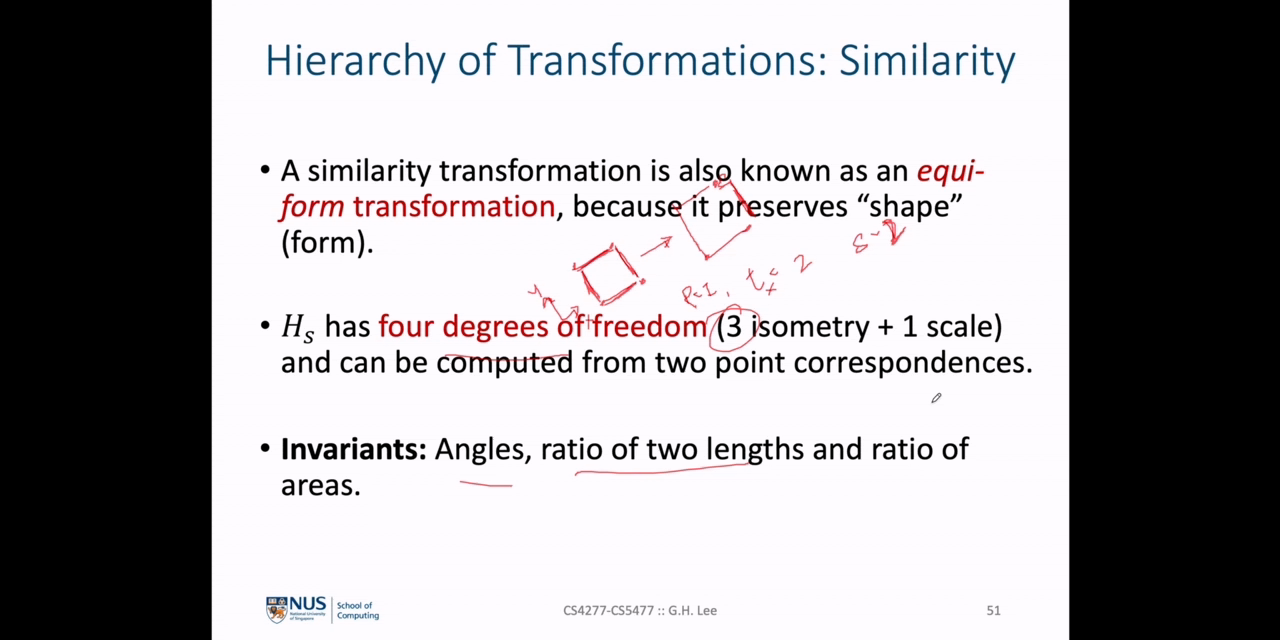 Hierarchy of Transformations: Similarity
• A similarity transformation is also known as an equi-
form transformation, because it preserves “shape”
(form).
s=2
R=I, tx = 2
y
x
• Hs has four degrees of freedom (3 isometry + 1 scale)
and can be computed from two point correspondences.
• Invariants: Angles, ratio of two lengths and ratio of
areas.
NUS
National University
of Singapore
School of
Computing
CS4277-CS5477 :: G.H. Lee
51